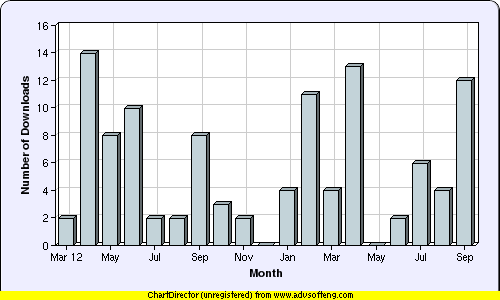 16
14
12
10
8
6
4
2
0
Number of Downloads
Mar 12 May Jul Sep Nov Jan Mar May Jul Sep
Month
ChartDirector (unregistered) from www.advsofteng.com